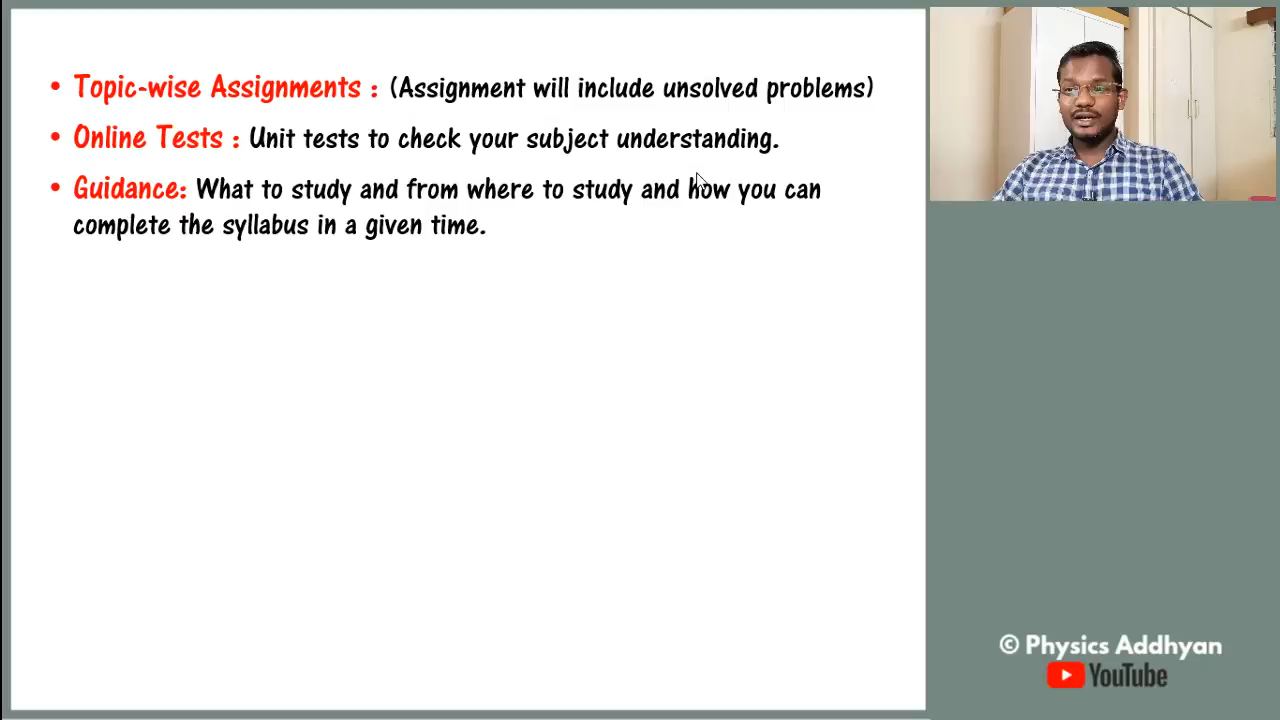 • Topic-wise Assignments : (Assignment will include unsolved problems)
• Online Tests : Unit tests to check your subject understanding.
• Guidance: What to study and from where to study and how you can
complete the syllabus in a given time.
© Physics Addhyan
YouTube